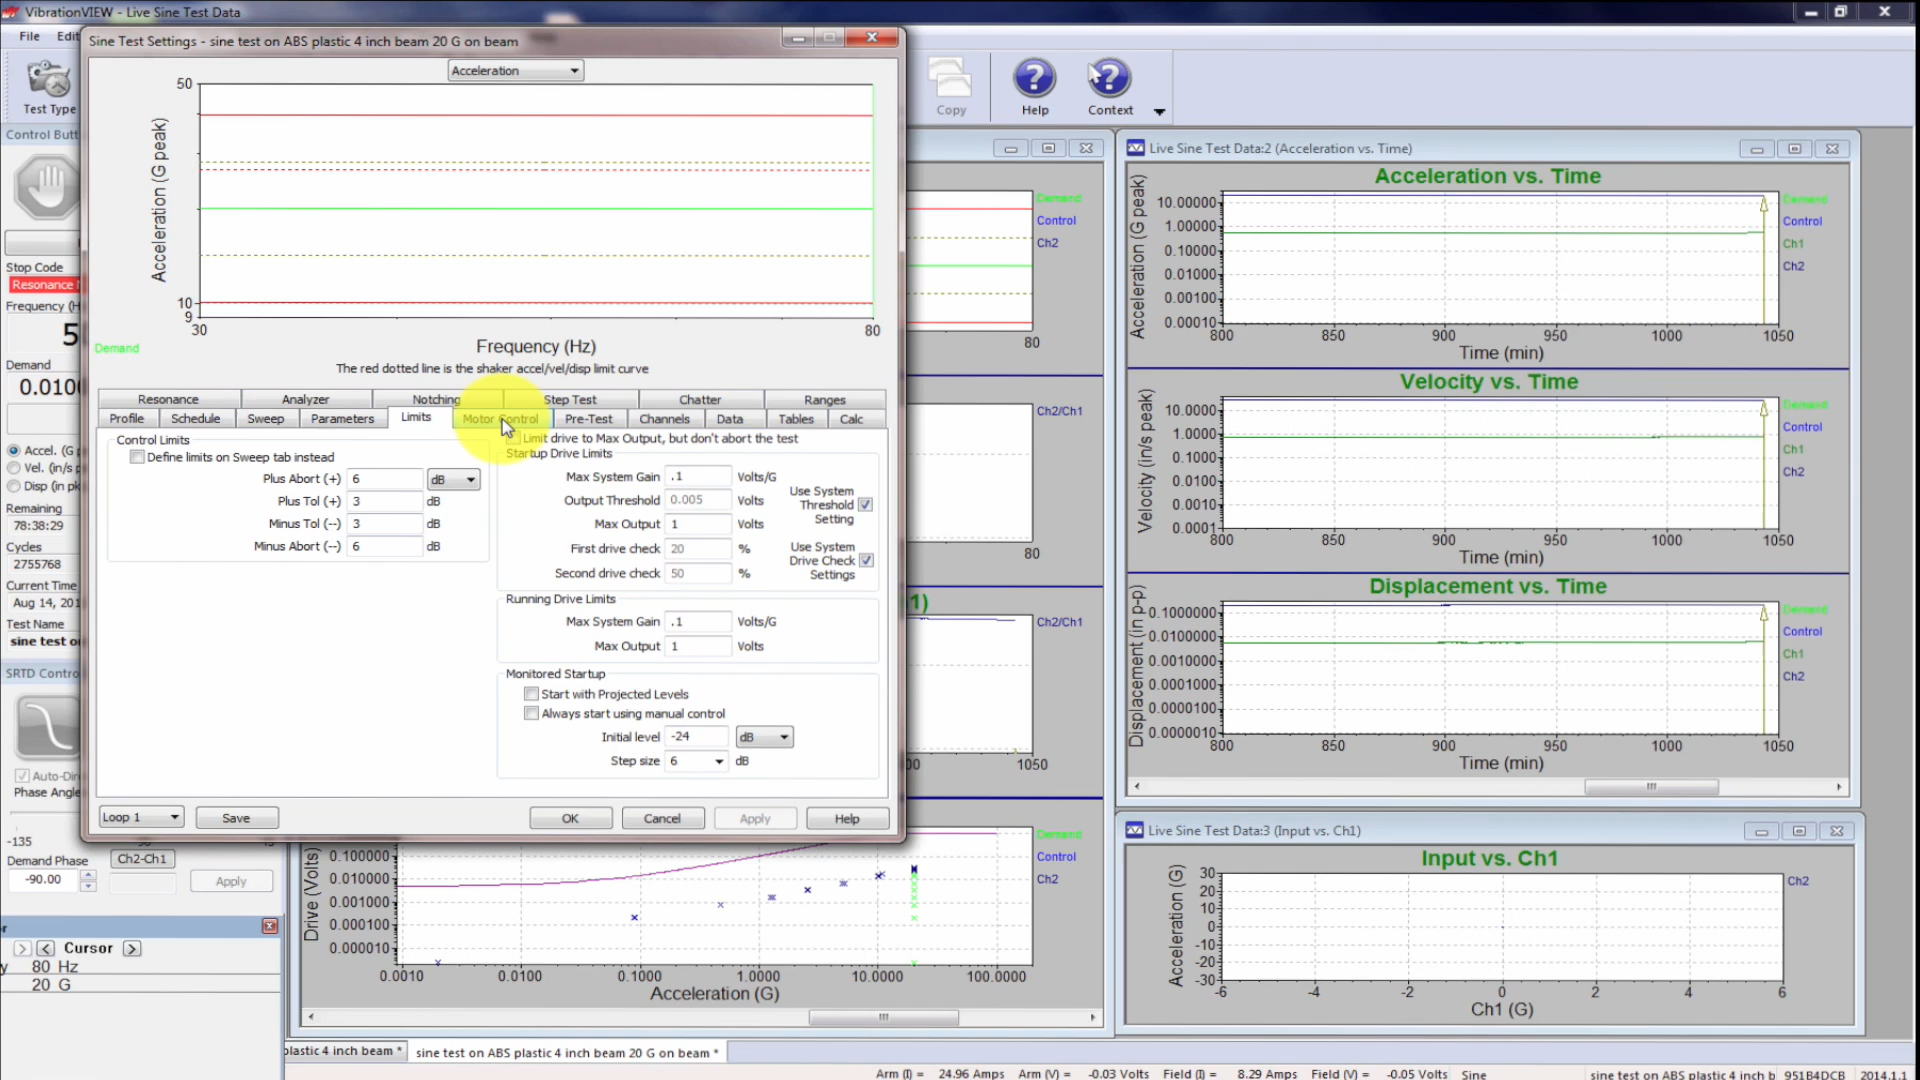 VibrationVIEW - Live Sine Test Data
File
Test Type
Copy
Help
Context
Control Butt
Stop Code
Resonance
Frequency (H
5
Demand
0.010
Accel. (G
Vel. (in/s
Disp (in pk
Remaining
78:38:29
Cycles
2755768
Current Time
Aug 14, 201
Test Name
sine test o
SRTD Contro
Auto-Dir
Phase Angle
-135
Demand Phase
Ch2-Ch1
-90.00
Apply
Cursor
80 Hz
20 G
Sine Test Settings - sine test on ABS plastic 4 inch beam 20 G on beam
Acceleration
Acceleration (G peak)
50
10
9
30
80
Demand
Frequency (Hz)
The red dotted line is the shaker accel/vel/disp limit curve
Resonance
Analyzer
Notching
Step Test
Chatter
Ranges
Profile
Schedule
Sweep
Parameters
Limits
Motor Control
Pre-Test
Channels
Data
Tables
Calc
Control Limits
Define limits on Sweep tab instead
Plus Abort (+) 6 dB
Plus Tol (+) 3 dB
Minus Tol (--) 3 dB
Minus Abort (--) 6 dB
Limit drive to Max Output, but don't abort the test
Startup Drive Limits
Max System Gain .1 Volts/G
Output Threshold 0.005 Volts
Max Output 1 Volts
First drive check 20 %
Second drive check 50 %
Use System
Threshold
Setting
Use System
Drive Check
Settings
Running Drive Limits
Max System Gain .1 Volts/G
Max Output 1 Volts
Monitored Startup
Start with Projected Levels
Always start using manual control
Initial level -24 dB
Step size 6 dB
Loop 1
Save
OK
Cancel
Apply
Help
Demand
Control
Ch2
80
Ch2/Ch1
80
1)
Ch2/Ch1
1050
Drive (Volts)
0.100000
0.010000
0.001000
0.000100
0.000010
0.0010
0.0100
0.1000
1.0000
10.0000
100.0000
Acceleration (G)
Demand
Control
Ch2
Live Sine Test Data:2 (Acceleration vs. Time)
Acceleration vs. Time
Acceleration (G peak)
10.00000
1.00000
0.10000
0.01000
0.00100
0.00010
800 850 900 950 1000 1050
Time (min)
Demand
Control
Ch1
Ch2
Velocity vs. Time
Velocity (in/s peak)
10.0000
1.0000
0.1000
0.0100
0.0010
0.0001
800 850 900 950 1000 1050
Time (min)
Demand
Control
Ch1
Ch2
Displacement vs. Time
Displacement (in p-p)
0.1000000
0.0100000
0.0010000
0.0001000
0.0000100
0.0000010
800 850 900 950 1000 1050
Time (min)
Demand
Control
Ch1
Ch2
Live Sine Test Data:3 (Input vs. Ch1)
Input vs. Ch1
Acceleration (G)
30
20
10
0
-10
-20
-30
-6 -4 -2 0 2 4 6
Ch1 (G)
Ch2
plastic 4 inch beam *
sine test on ABS plastic 4 inch beam 20 G on beam *
Arm (I) = 24.96 Amps Arm (V) = -0.03 Volts Field (I) = 8.29 Amps Field (V) = -0.05 Volts Sine
sine test on ABS plastic 4 inch b 951B4DCB 2014.1.1